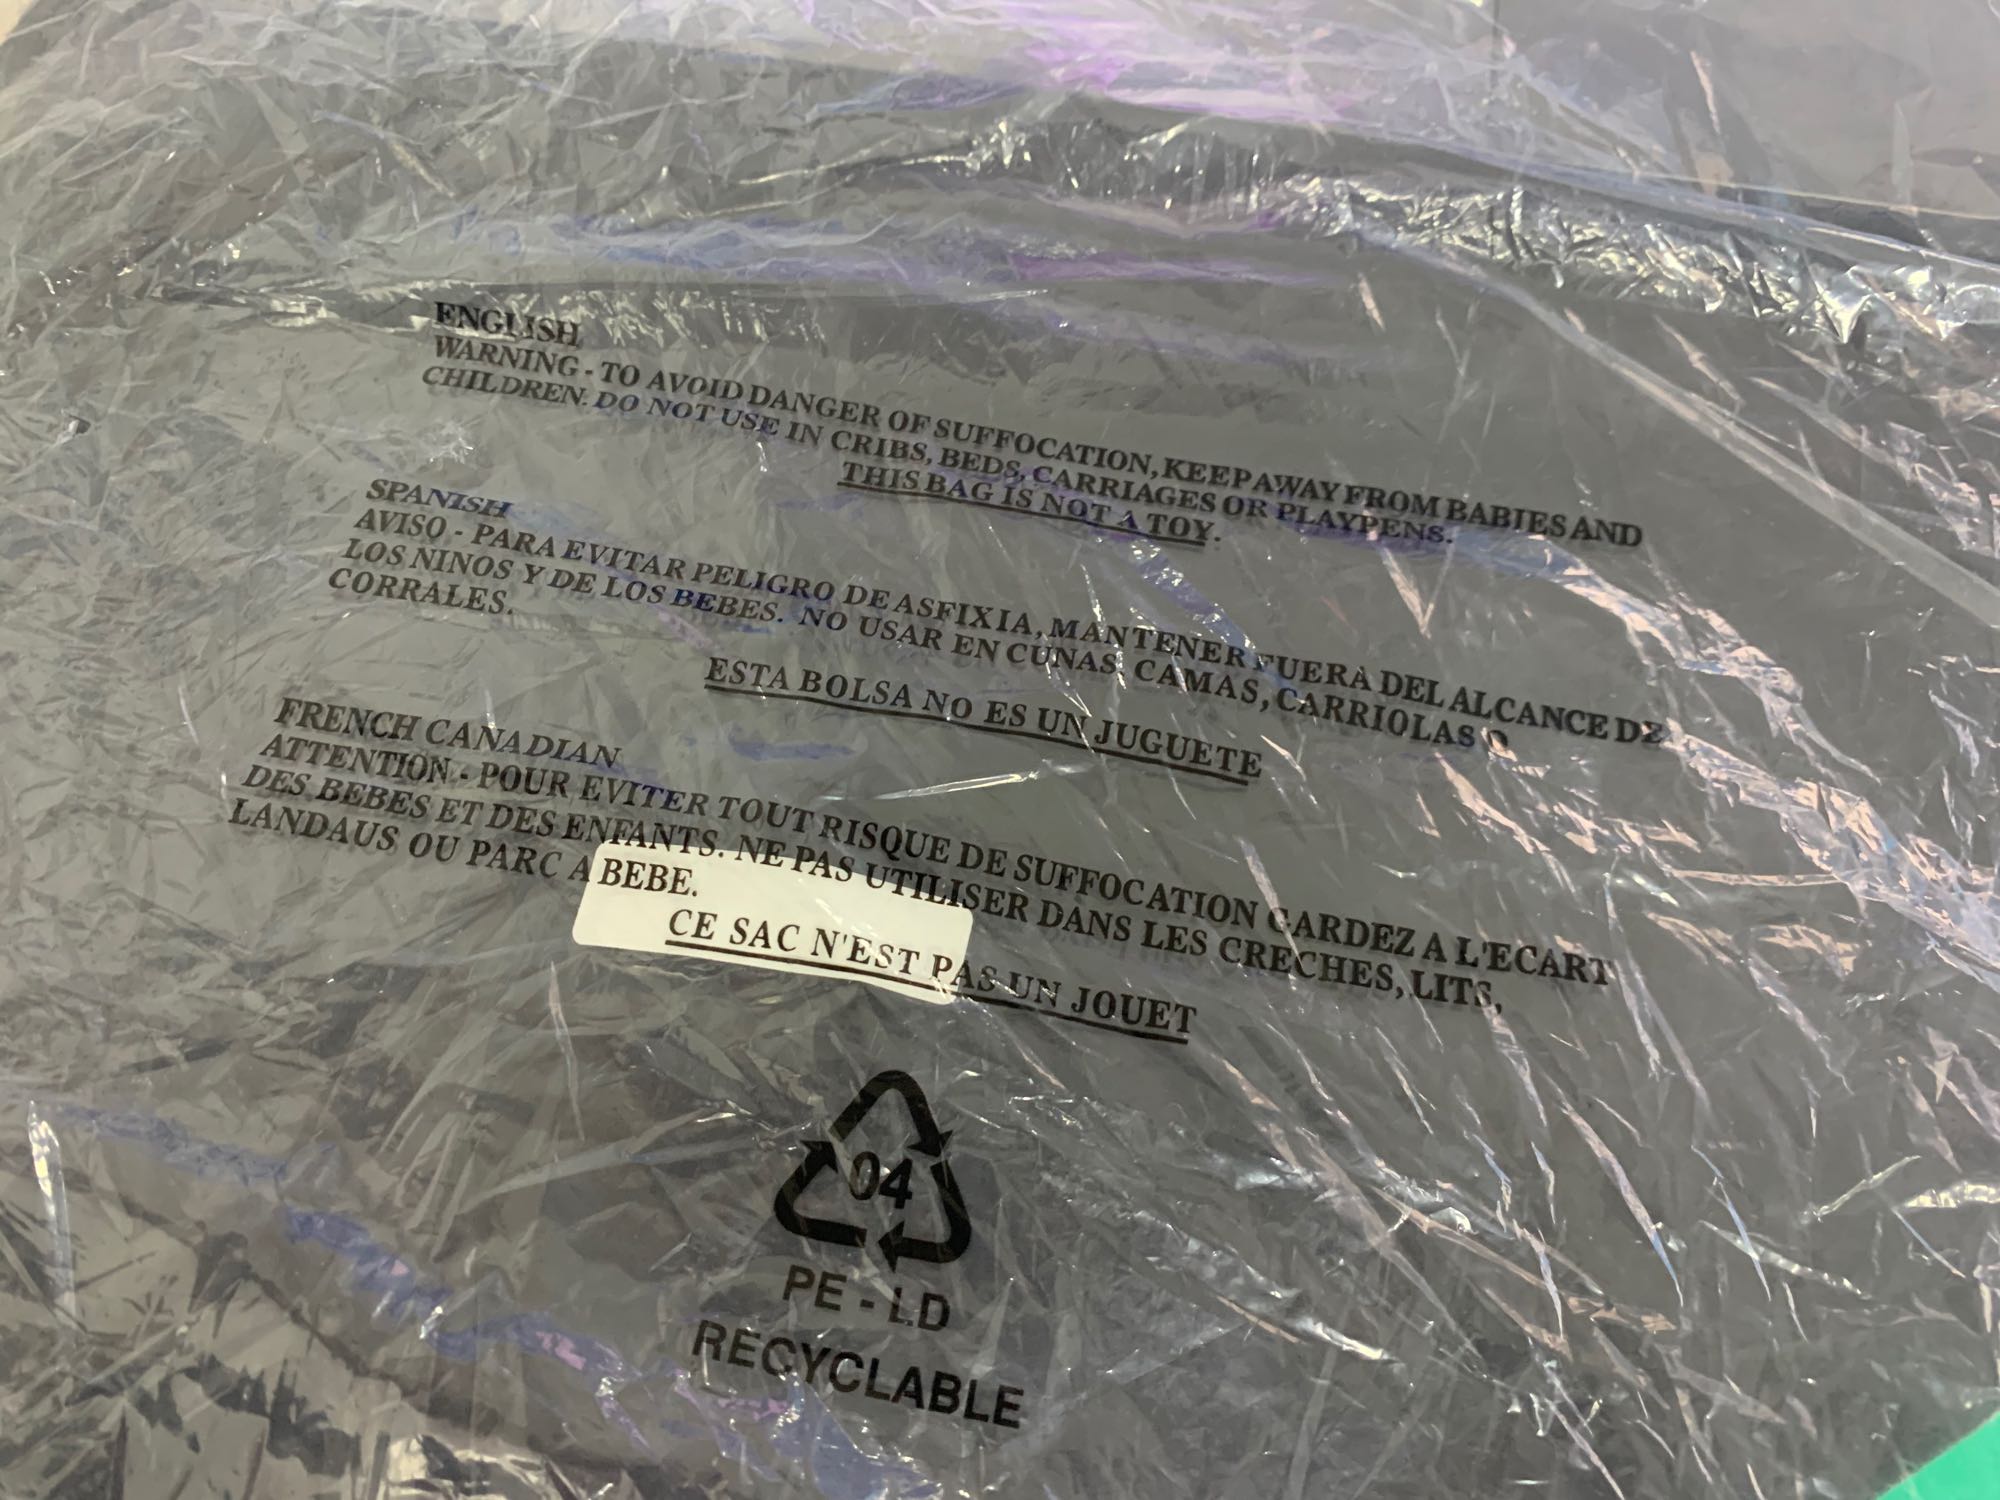 ENGLISH
WARNING - TO AVOID DANGER OF SUFFOCATION, KEEP AWAY FROM BABIES AND
CHILDREN. DO NOT USE IN CRIBS, BEDS, CARRIAGES OR PLAYPENS.
THIS BAG IS NOT A TOY.
SPANISH
AVISO - PARA EVITAR PELIGRO DE ASFIXIA, MANTENER FUERA DEL ALCANCE DE
LOS NINOS Y DE LOS BEBES. NO USAR EN CUNAS, CAMAS, CARRIOLAS O
CORRALES.
ESTA BOLSA NO ES UN JUGUETE
FRENCH CANADIAN
ATTENTION - POUR EVITER TOUT RISQUE DE SUFFOCATION GARDEZ A L'ECART
DES BEBES ET DES ENFANTS. NE PAS UTILISER DANS LES CRECHES, LITS,
LANDAUS OU PARC A BEBE.
CE SAC N'EST PAS UN JOUET
04
PE - LD
RECYCLABLE